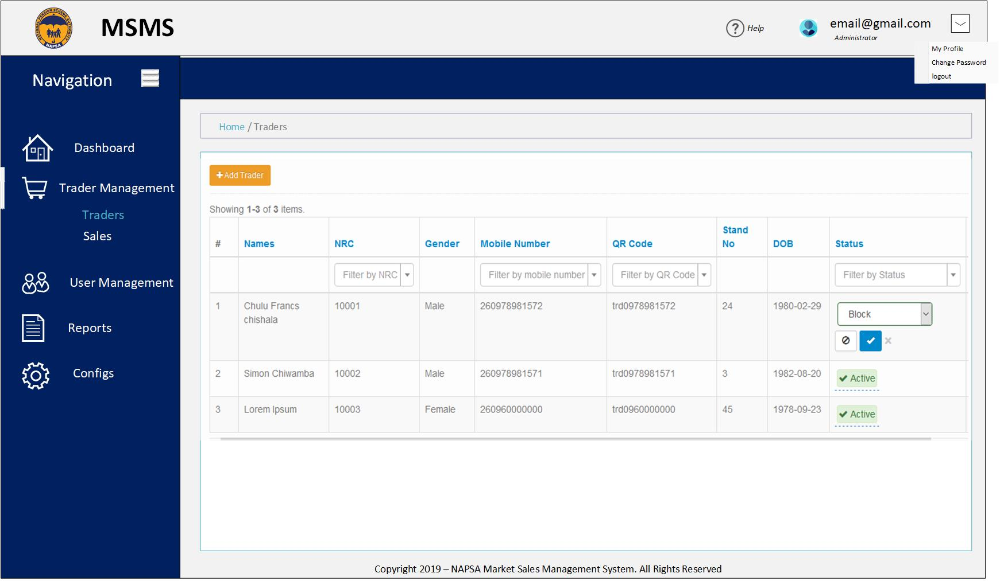 NATIONAL PENSION SCHEME AUTHORITY
NAPSA
MSMS
? Help
email@gmail.com
Administrator
My Profile
Change Password
logout
Navigation
Dashboard
Trader Management
Traders
Sales
User Management
Reports
Configs
Home / Traders
+ Add Trader
Showing 1-3 of 3 items.
# Names NRC Gender Mobile Number QR Code Stand No DOB Status
Filter by NRC Filter by mobile number Filter by QR Code Filter by Status
1 Chulu Francs chishala 10001 Male 260978981572 trd0978981572 24 1980-02-29 Block
2 Simon Chiwamba 10002 Male 260978981571 trd0978981571 3 1982-08-20 Active
3 Lorem Ipsum 10003 Female 260960000000 trd0960000000 45 1978-09-23 Active
Copyright 2019 – NAPSA Market Sales Management System. All Rights Reserved